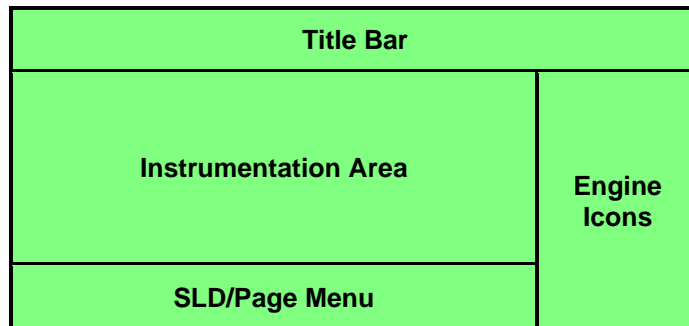 Title Bar
Instrumentation Area
Engine
Icons
SLD/Page Menu